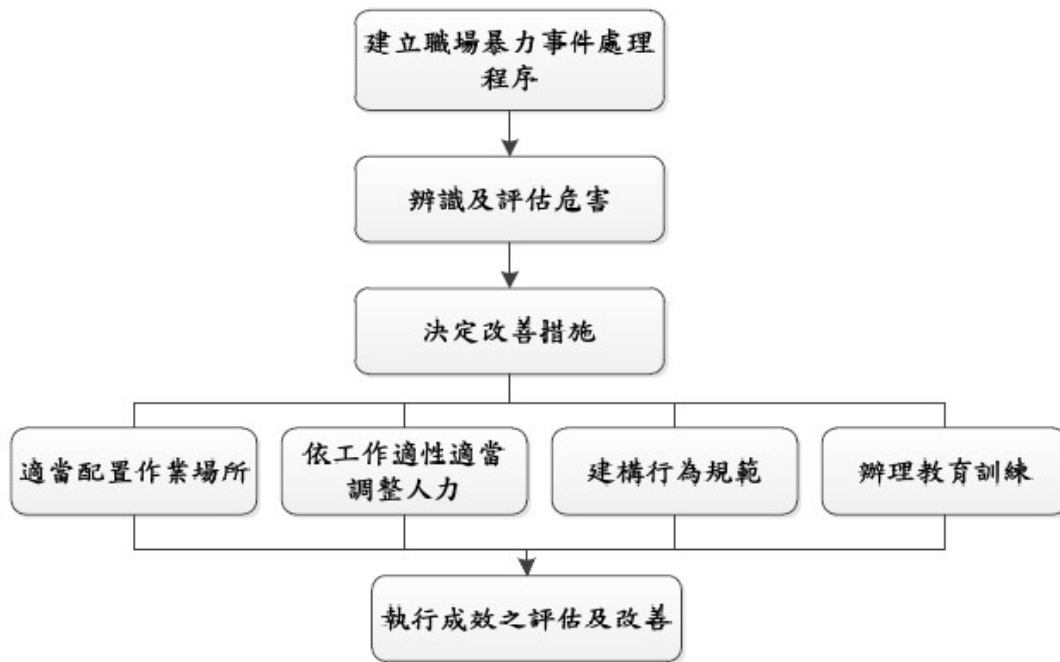 建立職場暴力事件處理
程序
辨識及評估危害
決定改善措施
適當配置作業場所
依工作適性適當
調整人力
建構行為規範
辦理教育訓練
執行成效之評估及改善